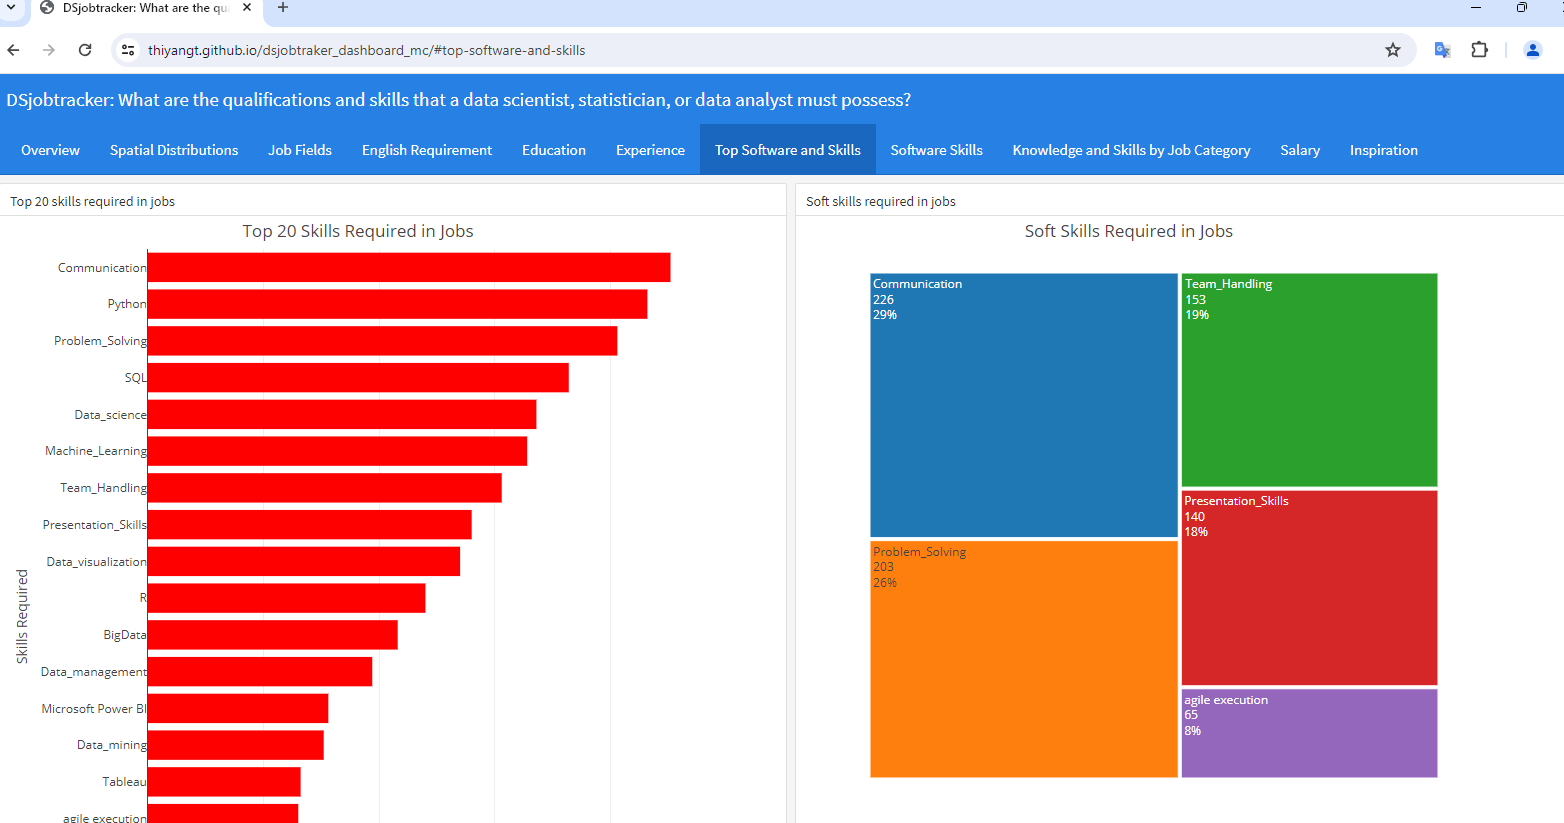 DSjobtracker: What are the qu
thiyangt.github.io/dsjobtraker_dashboard_mc/#top-software-and-skills
DSjobtracker: What are the qualifications and skills that a data scientist, statistician, or data analyst must possess?
Overview
Spatial Distributions
Job Fields
English Requirement
Education
Experience
Top Software and Skills
Software Skills
Knowledge and Skills by Job Category
Salary
Inspiration
Top 20 skills required in jobs
Top 20 Skills Required in Jobs
Skills Required
Communication
Python
Problem_Solving
SQL
Data_science
Machine_Learning
Team_Handling
Presentation_Skills
Data_visualization
R
BigData
Data_management
Microsoft Power BI
Data_mining
Tableau
agile execution
Soft skills required in jobs
Soft Skills Required in Jobs
Communication
226
29%
Problem_Solving
203
26%
Team_Handling
153
19%
Presentation_Skills
140
18%
agile execution
65
8%